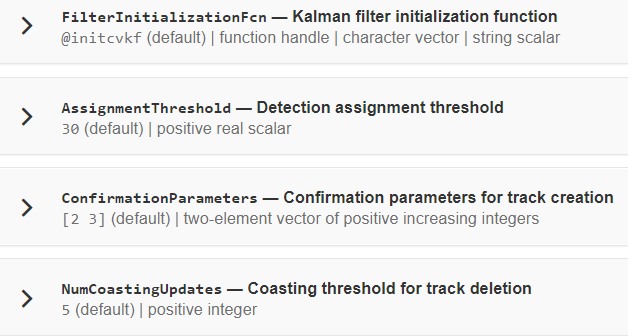 FilterInitializationFcn — Kalman filter initialization function
@initcvkf (default) | function handle | character vector | string scalar
AssignmentThreshold — Detection assignment threshold
30 (default) | positive real scalar
ConfirmationParameters — Confirmation parameters for track creation
[2 3] (default) | two-element vector of positive increasing integers
NumCoastingUpdates — Coasting threshold for track deletion
5 (default) | positive integer